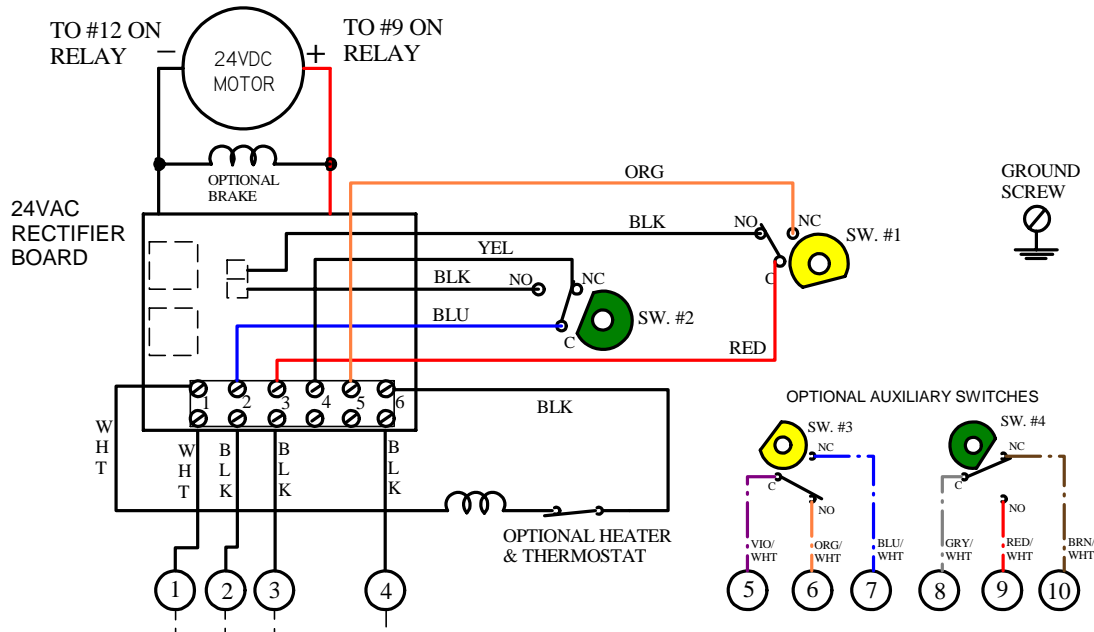 TO #12 ON
RELAY
−
24VDC
MOTOR
+
TO #9 ON
RELAY
OPTIONAL
BRAKE
24VAC
RECTIFIER
BOARD
ORG
GROUND
SCREW
BLK
NO
NC
SW. #1
C
YEL
BLK
NO
NC
BLU
SW. #2
C
RED
1
2
3
4
5
6
BLK
WHT
WHT
BLK
BLK
BLK
OPTIONAL HEATER
& THERMOSTAT
OPTIONAL AUXILIARY SWITCHES
SW. #3
NC
C
NO
SW. #4
NC
C
NO
VIO/
WHT
ORG/
WHT
BLU/
WHT
GRY/
WHT
RED/
WHT
BRN/
WHT
1
2
3
4
5
6
7
8
9
10